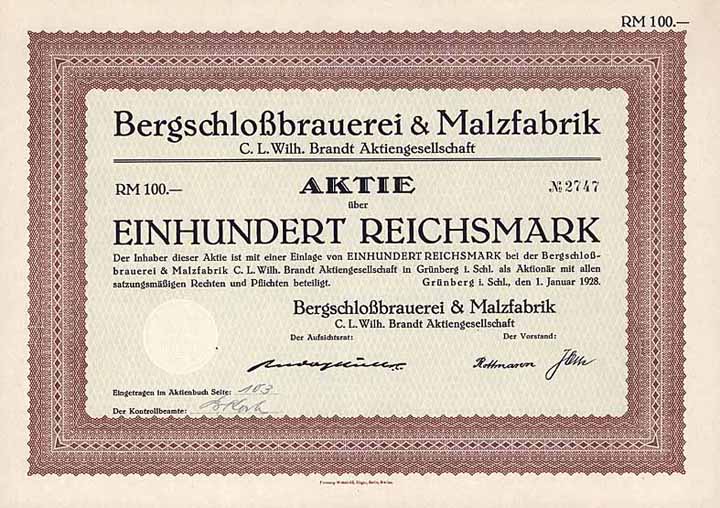 RM 100.—
Bergschloßbrauerei & Malzfabrik
C. L. Wilh. Brandt Aktiengesellschaft
RM 100.— AKTIE № 2747
über
EINHUNDERT REICHSMARK
Der Inhaber dieser Aktie ist mit einer Einlage von EINHUNDERT REICHSMARK bei der Bergschloß-
brauerei & Malzfabrik C. L. Wilh. Brandt Aktiengesellschaft in Grünberg i. Schl. als Aktionär mit allen
satzungsmäßigen Rechten und Pflichten beteiligt. Grünberg i. Schl., den 1. Januar 1928.
Bergschloßbrauerei & Malzfabrik
C. L. Wilh. Brandt Aktiengesellschaft
Der Aufsichtsrat: Der Vorstand:
Rottmann
Eingetragen im Aktienbuch Seite: 103
Der Kontrollbeamte: